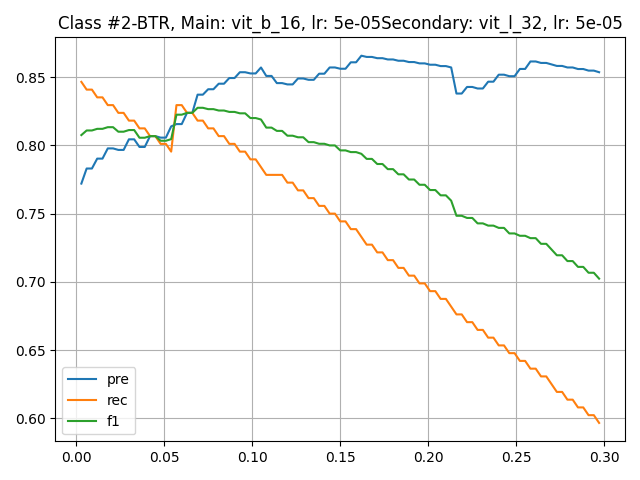 Class #2-BTR, Main: vit_b_16, lr: 5e-05Secondary: vit_l_32, lr: 5e-05
0.85
0.80
0.75
0.70
0.65
0.60
pre
rec
f1
0.00 0.05 0.10 0.15 0.20 0.25 0.30